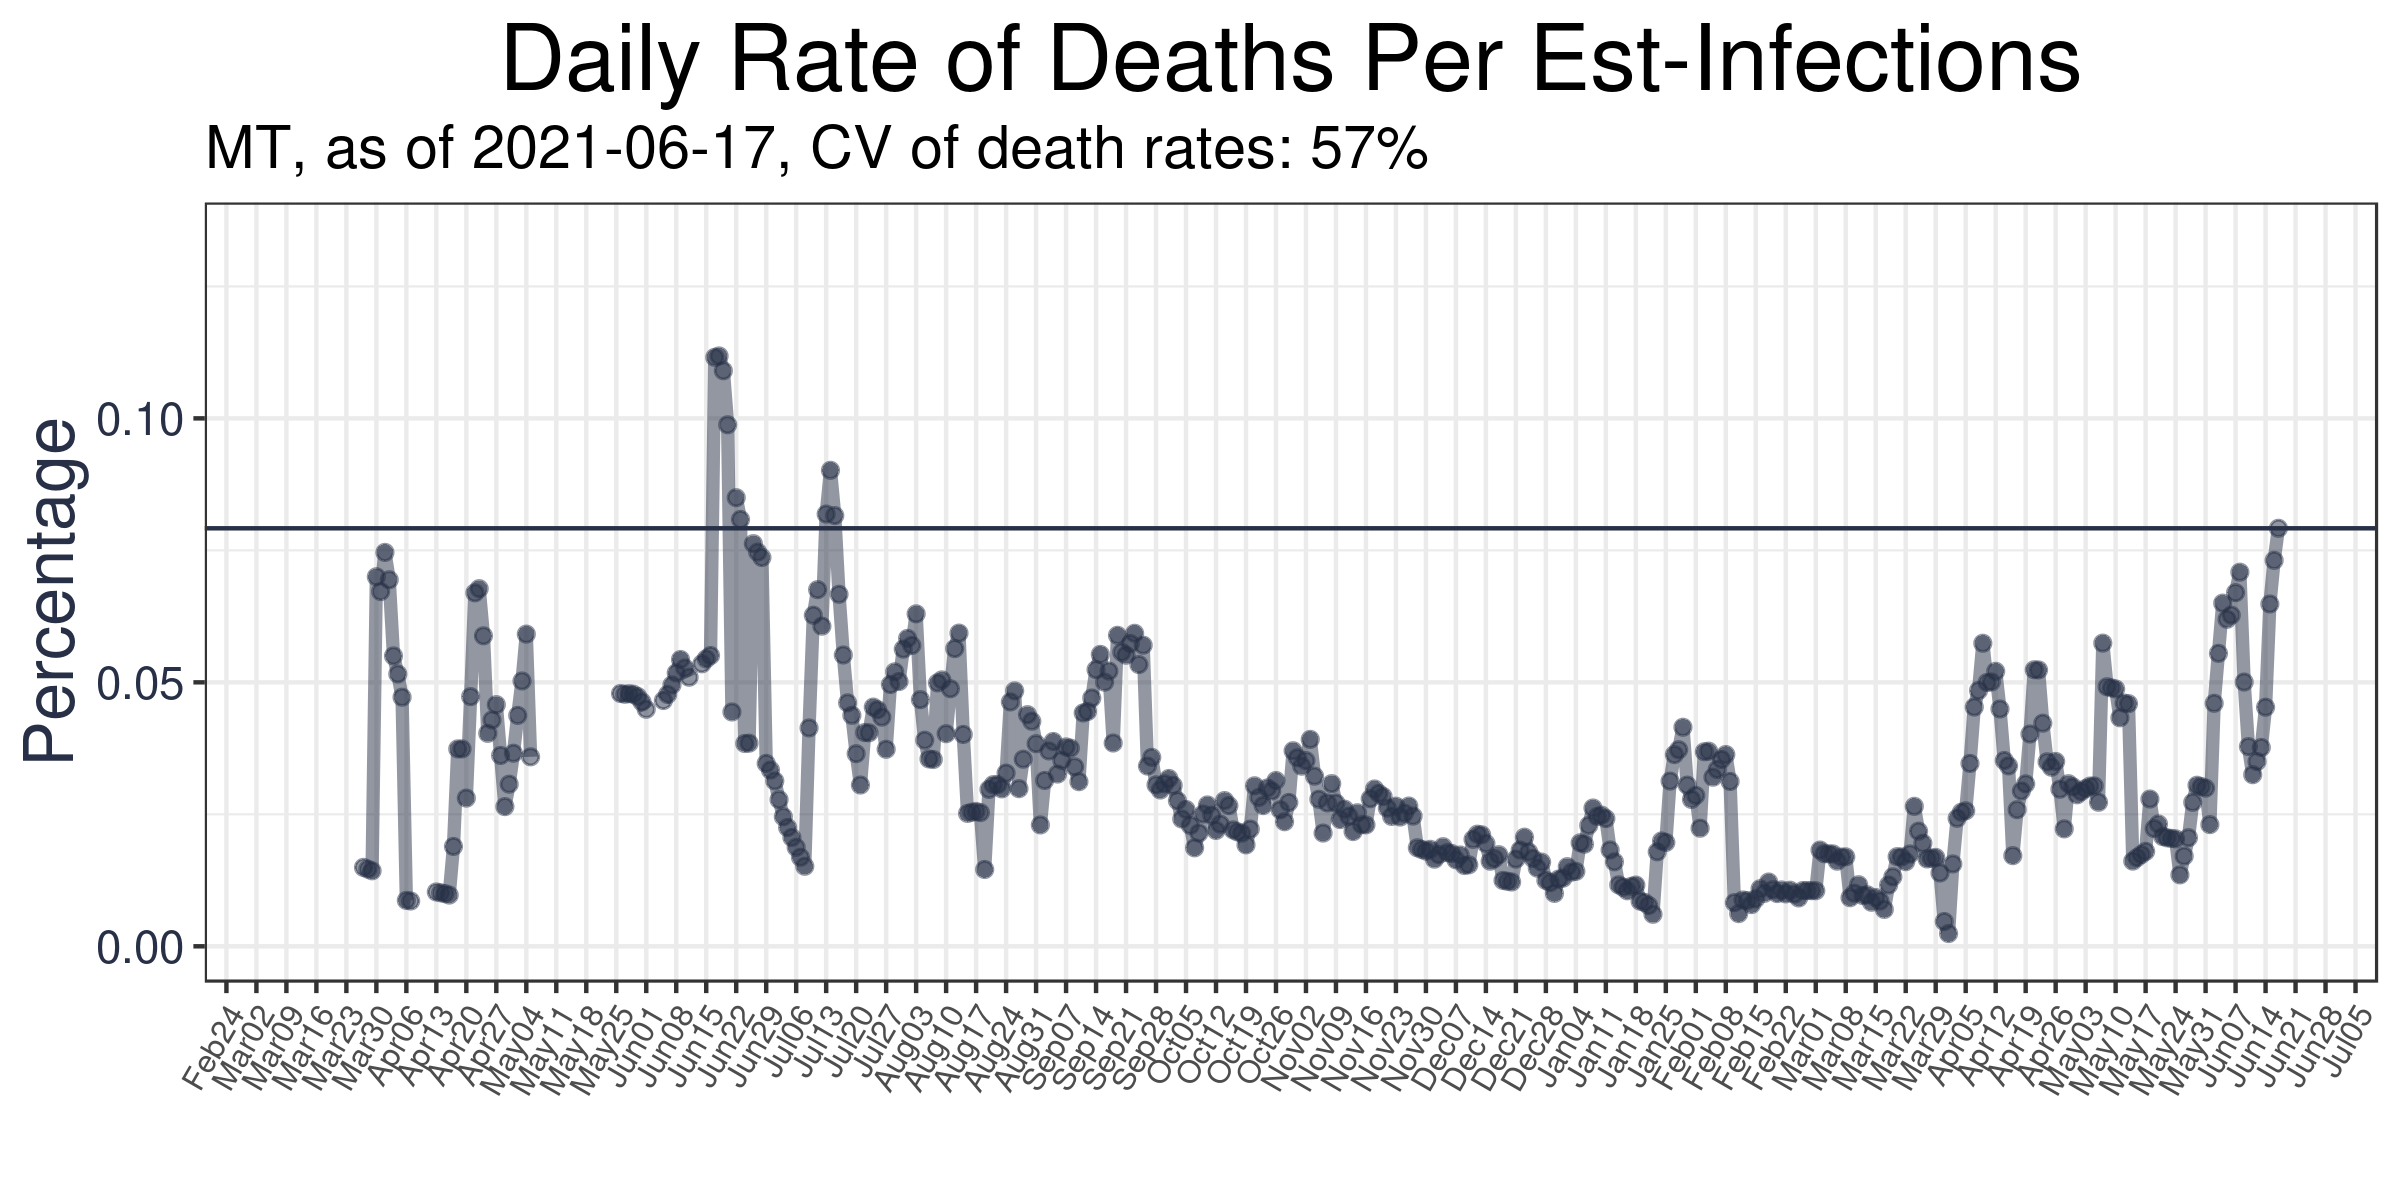 Daily Rate of Deaths Per Est-Infections
MT, as of 2021-06-17, CV of death rates: 57%
Percentage
0.10
0.05
0.00
Feb24
Mar02
Mar09
Mar16
Mar23
Mar30
Apr06
Apr13
Apr20
Apr27
May04
May11
May18
May25
Jun01
Jun08
Jun15
Jun22
Jun29
Jul06
Jul13
Jul20
Jul27
Aug03
Aug10
Aug17
Aug24
Aug31
Sep07
Sep14
Sep21
Sep28
Oct05
Oct12
Oct19
Oct26
Nov02
Nov09
Nov16
Nov23
Nov30
Dec07
Dec14
Dec21
Dec28
Jan04
Jan11
Jan18
Jan25
Feb01
Feb08
Feb15
Feb22
Mar01
Mar08
Mar15
Mar22
Mar29
Apr05
Apr12
Apr19
Apr26
May03
May10
May17
May24
May31
Jun07
Jun14
Jun21
Jun28
Jul05